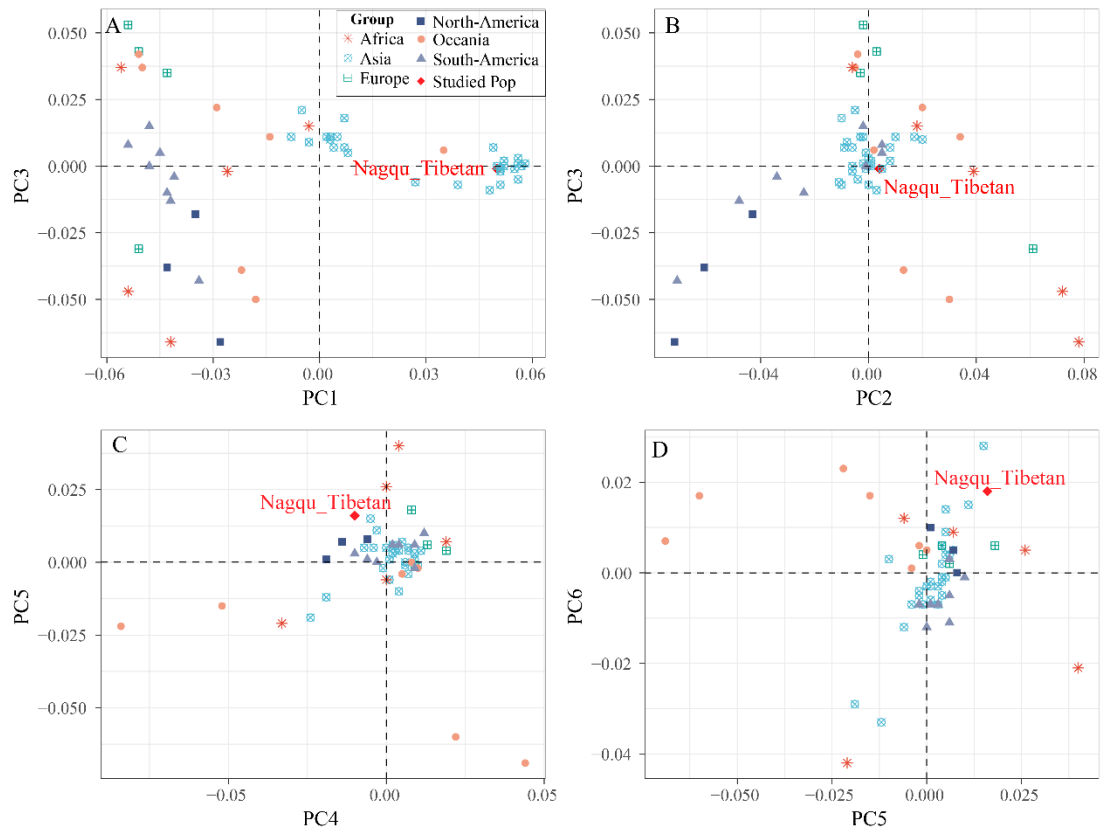 A
Group
Africa
Asia
Europe
North-America
Oceania
South-America
Studied Pop
Nagqu_Tibetan
0.050
0.025
0.000
−0.025
−0.050
PC3
−0.06
−0.03
0.00
0.03
0.06
PC1
B
Nagqu_Tibetan
0.050
0.025
0.000
−0.025
−0.050
PC3
−0.04
0.00
0.04
0.08
PC2
C
Nagqu_Tibetan
0.025
0.000
−0.025
−0.050
PC5
−0.05
0.00
0.05
PC4
D
Nagqu_Tibetan
0.02
0.00
−0.02
−0.04
PC6
−0.050
−0.025
0.000
0.025
PC5